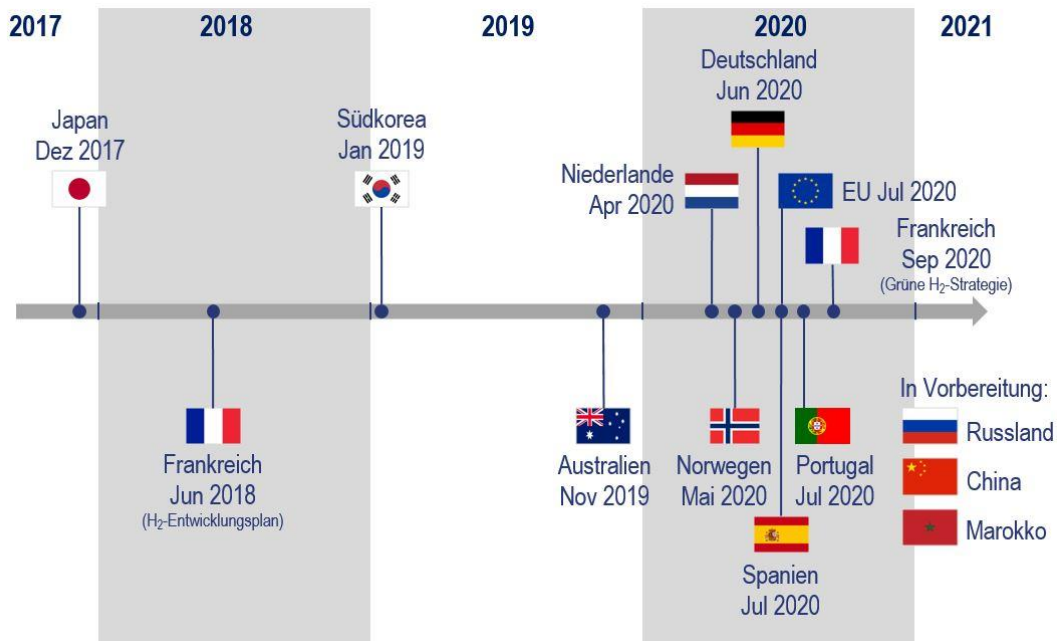 2017
2018
2019
2020
2021
Japan
Dez 2017
Südkorea
Jan 2019
Deutschland
Jun 2020
Niederlande
Apr 2020
EU Jul 2020
Frankreich
Sep 2020
(Grüne H₂-Strategie)
Frankreich
Jun 2018
(H₂-Entwicklungsplan)
Australien
Nov 2019
Norwegen
Mai 2020
Portugal
Jul 2020
Spanien
Jul 2020
In Vorbereitung:
Russland
China
Marokko